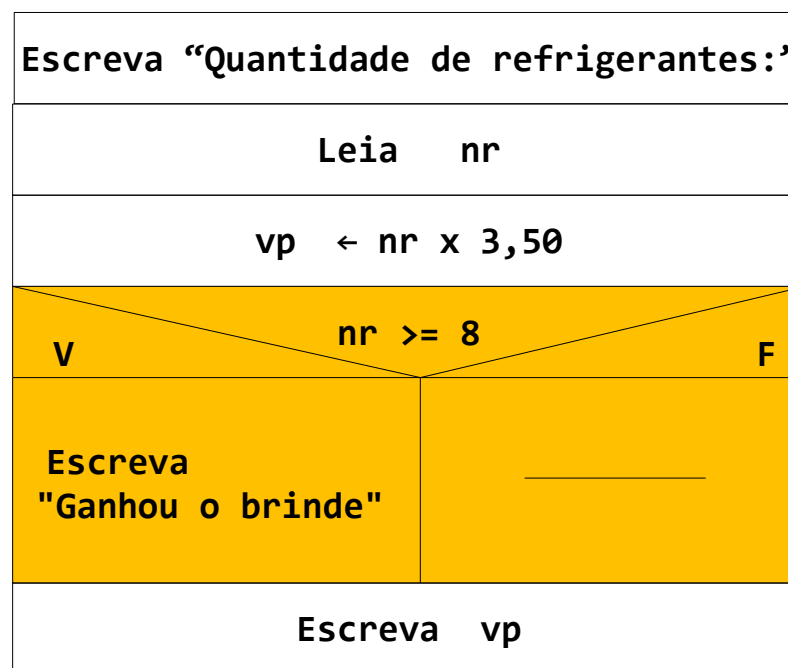 Escreva “Quantidade de refrigerantes:”
Leia nr
vp ← nr x 3,50
nr >= 8
V
F
Escreva
"Ganhou o brinde"
Escreva vp